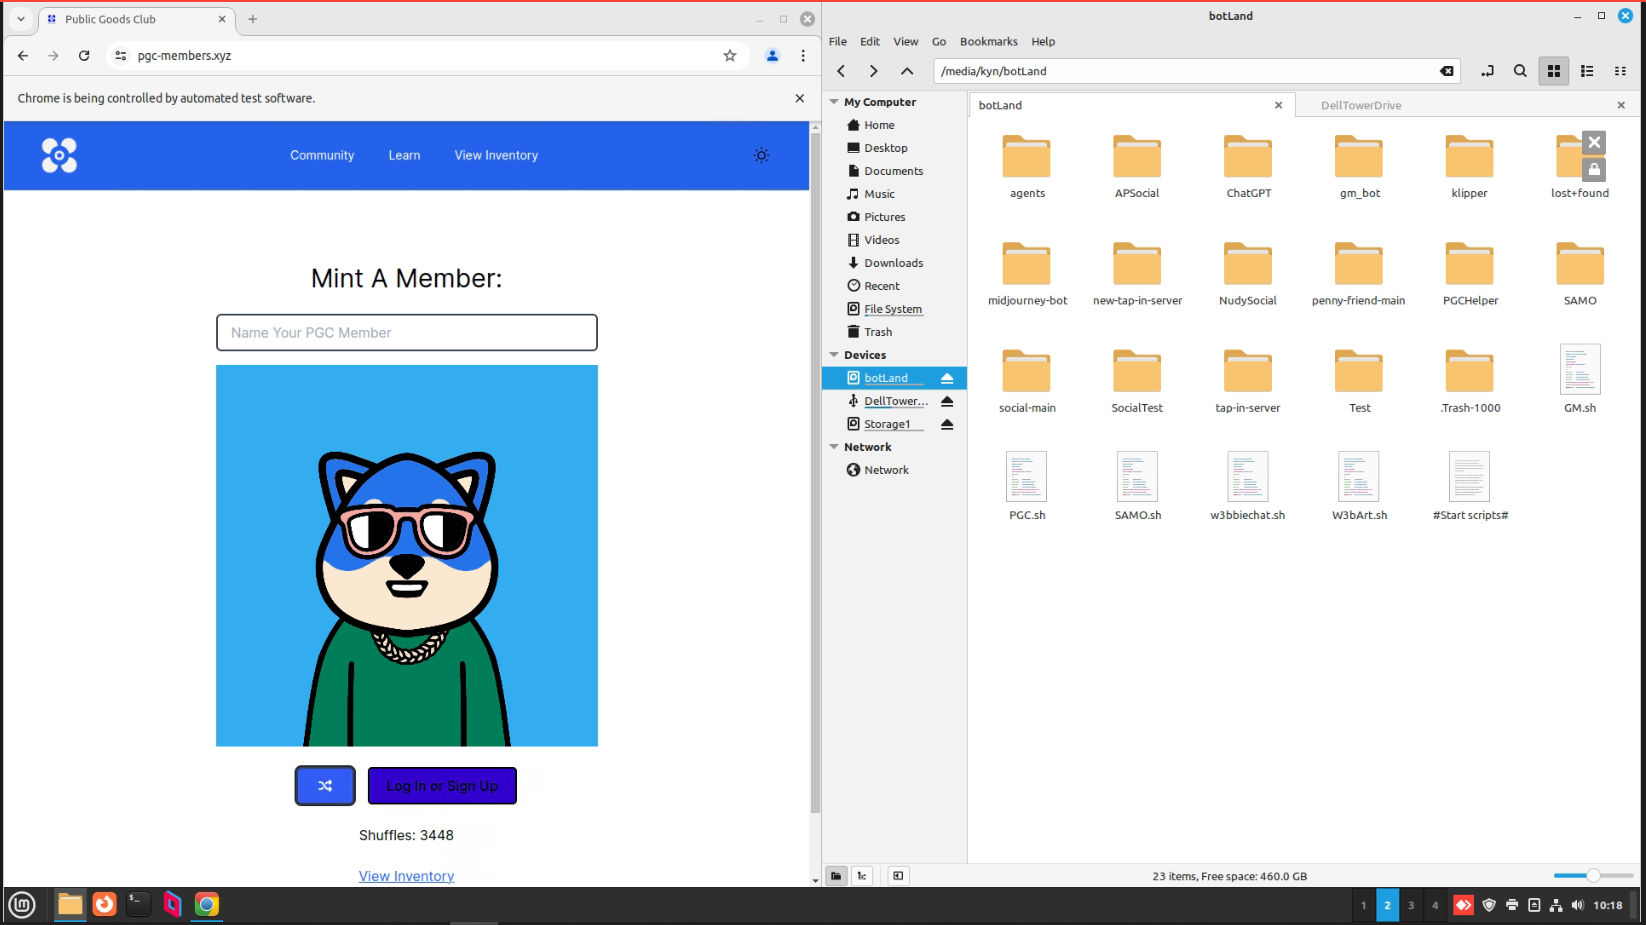 Public Goods Club
pgc-members.xyz
Chrome is being controlled by automated test software.
Community Learn View Inventory
Mint A Member:
Name Your PGC Member
Log In or Sign Up
Shuffles: 3448
View Inventory
botLand
File Edit View Go Bookmarks Help
/media/kyn/botLand
botLand DellTowerDrive
My Computer
Home
Desktop
Documents
Music
Pictures
Videos
Downloads
Recent
File System
Trash
Devices
botLand
DellTower...
Storage1
Network
Network
agents APSocial ChatGPT gm_bot klipper lost+found
midjourney-bot new-tap-in-server NudySocial penny-friend-main PGCHelper SAMO
social-main SocialTest tap-in-server Test .Trash-1000 GM.sh
PGC.sh SAMO.sh w3bbiechat.sh W3bArt.sh #Start scripts#
23 items, Free space: 460.0 GB
1 2 3 4 10:18